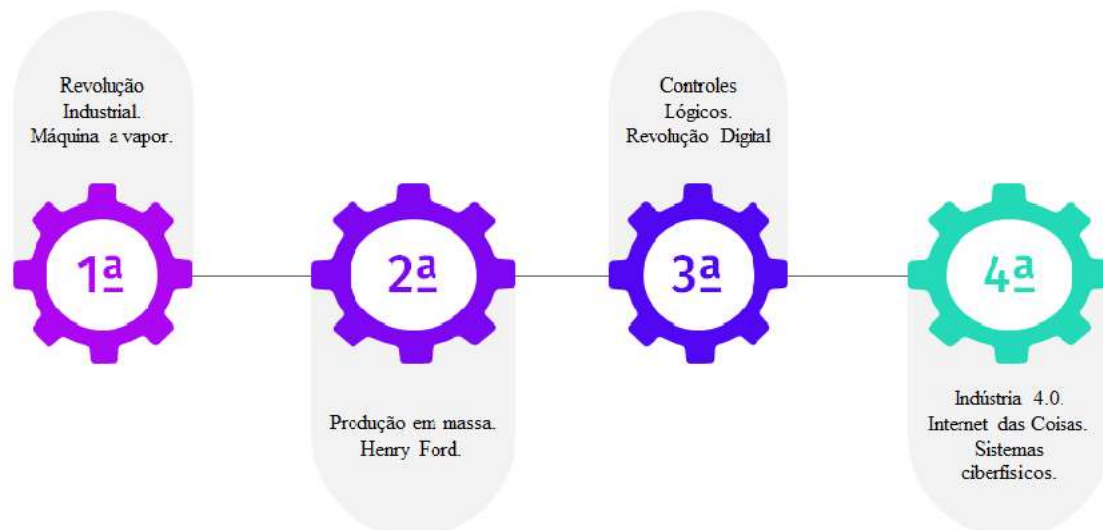 Revolução
Industrial.
Máquina a vapor.
1ª
2ª
Produção em massa.
Henry Ford.
Controles
Lógicos.
Revolução Digital
3ª
4ª
Indústria 4.0.
Internet das Coisas.
Sistemas
ciberfísicos.